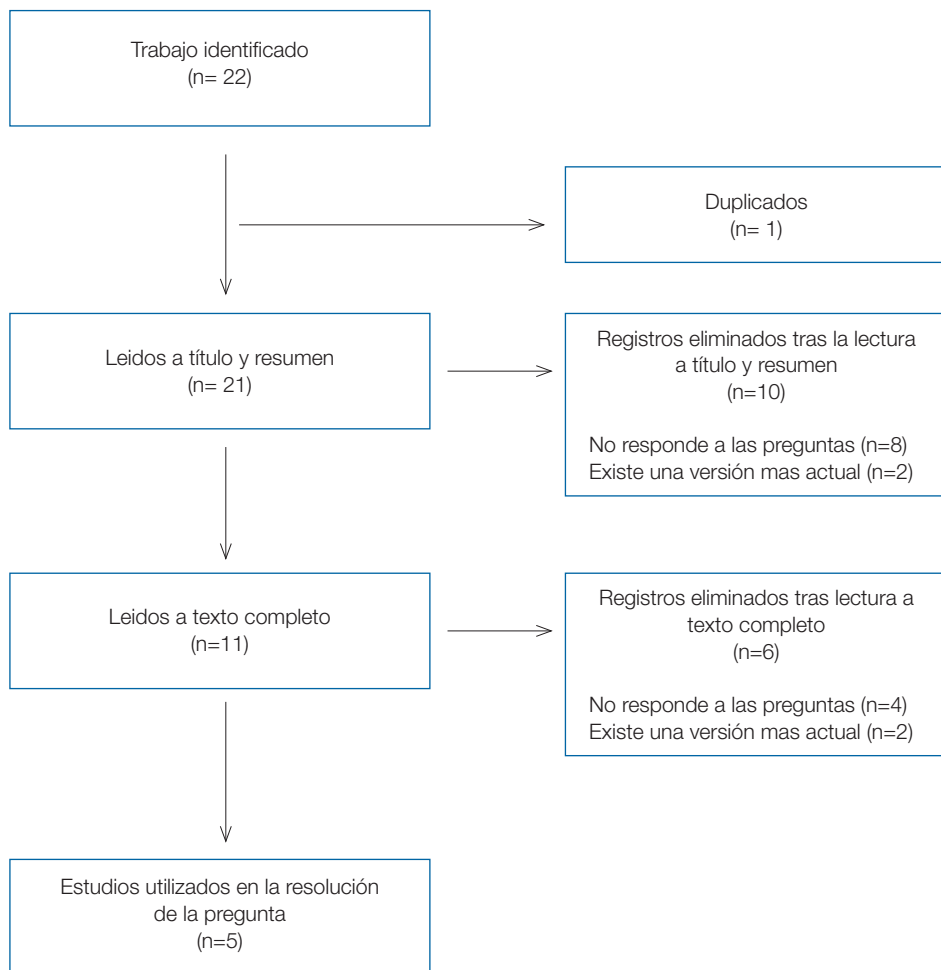 Trabajo identificado
(n= 22)
Duplicados
(n= 1)
Leidos a título y resumen
(n= 21)
Registros eliminados tras la lectura
a título y resumen
(n=10)
No responde a las preguntas (n=8)
Existe una versión mas actual (n=2)
Leidos a texto completo
(n=11)
Registros eliminados tras lectura a
texto completo
(n=6)
No responde a las preguntas (n=4)
Existe una versión mas actual (n=2)
Estudios utilizados en la resolución
de la pregunta
(n=5)